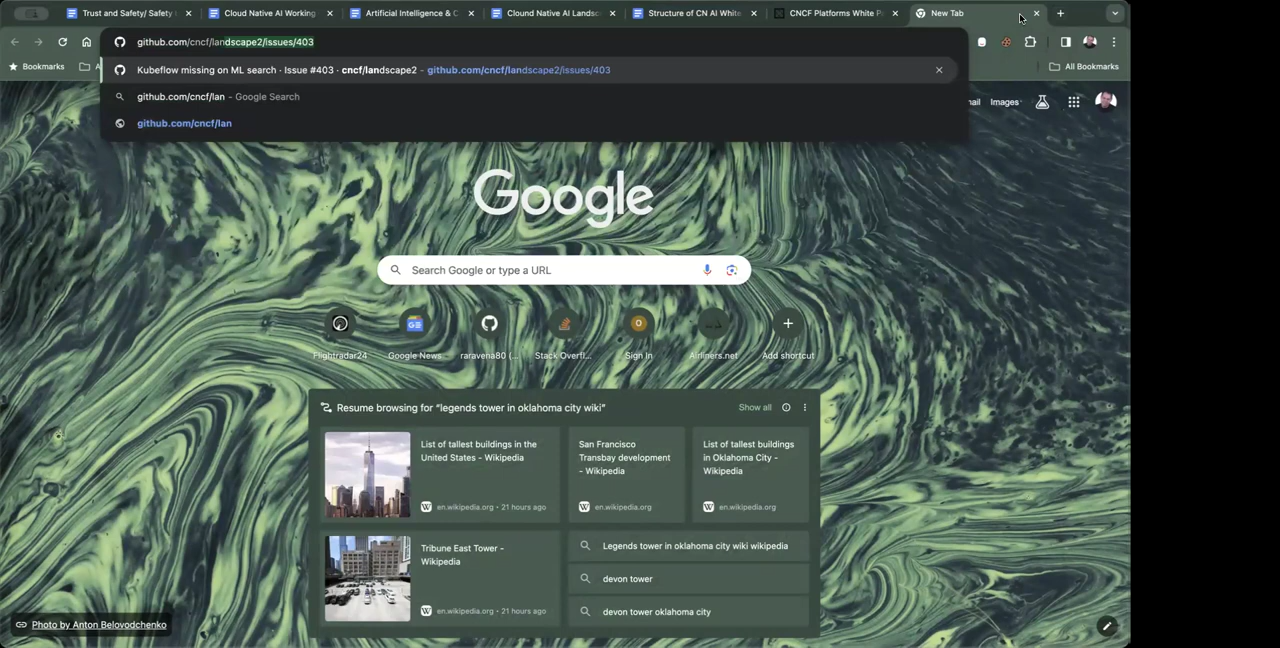 Trust and Safety/ Safety
Cloud Native AI Working
Artificial Intelligence & C
Clound Native AI Landsc
Structure of CN AI White
CNCF Platforms White P
New Tab
github.com/cncf/landscape2/issues/403
Bookmarks
All Bookmarks
Kubeflow missing on ML search · Issue #403 · cncf/landscape2 - github.com/cncf/landscape2/issues/403
github.com/cncf/lan - Google Search
github.com/cncf/lan
Images
Google
Search Google or type a URL
Flightradar24
Google News
raravena80 (...
Stack Overfl...
Sign In
Airliners.net
Add shortcut
Resume browsing for “legends tower in oklahoma city wiki”
Show all
List of tallest buildings in the
United States - Wikipedia
en.wikipedia.org • 21 hours ago
San Francisco
Transbay development
- Wikipedia
en.wikipedia.org
List of tallest buildings
in Oklahoma City -
Wikipedia
en.wikipedia.org
Tribune East Tower -
Wikipedia
en.wikipedia.org • 21 hours ago
Legends tower in oklahoma city wiki wikipedia
devon tower
devon tower oklahoma city
Photo by Anton Belovodchenko